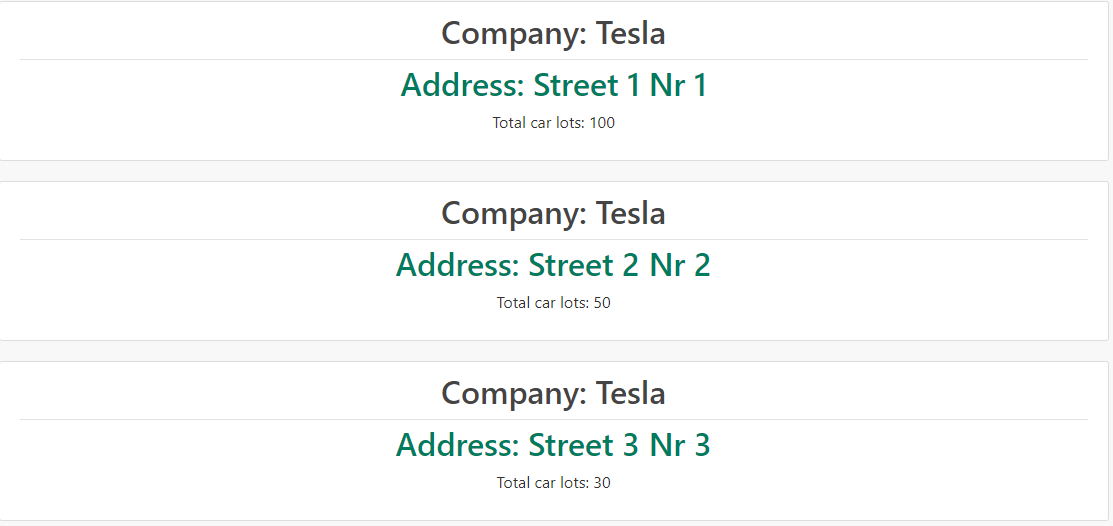 Company: Tesla
Address: Street 1 Nr 1
Total car lots: 100
Company: Tesla
Address: Street 2 Nr 2
Total car lots: 50
Company: Tesla
Address: Street 3 Nr 3
Total car lots: 30